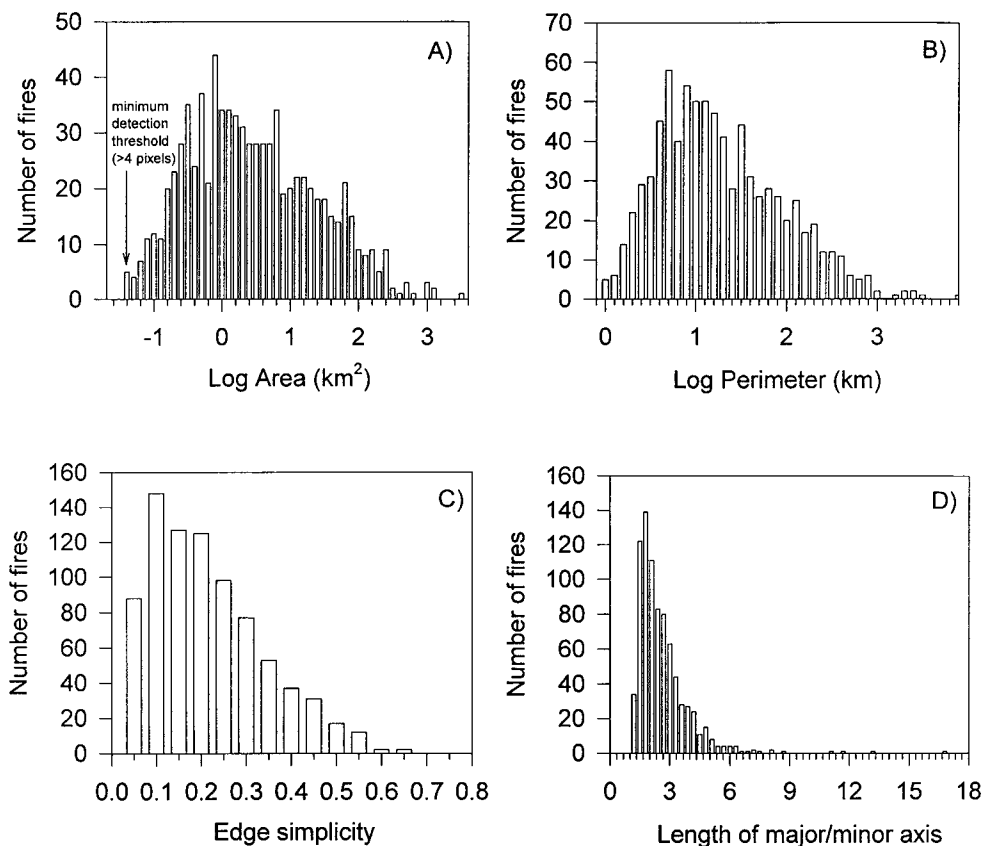 A)
50
40
30
20
10
0
Number of fires
minimum
detection
threshold
(>4 pixels)
-1 0 1 2 3
Log Area (km²)
B)
70
60
50
40
30
20
10
0
Number of fires
0 1 2 3
Log Perimeter (km)
C)
160
140
120
100
80
60
40
20
0
Number of fires
0.0 0.1 0.2 0.3 0.4 0.5 0.6 0.7 0.8
Edge simplicity
D)
160
140
120
100
80
60
40
20
0
Number of fires
0 3 6 9 12 15 18
Length of major/minor axis